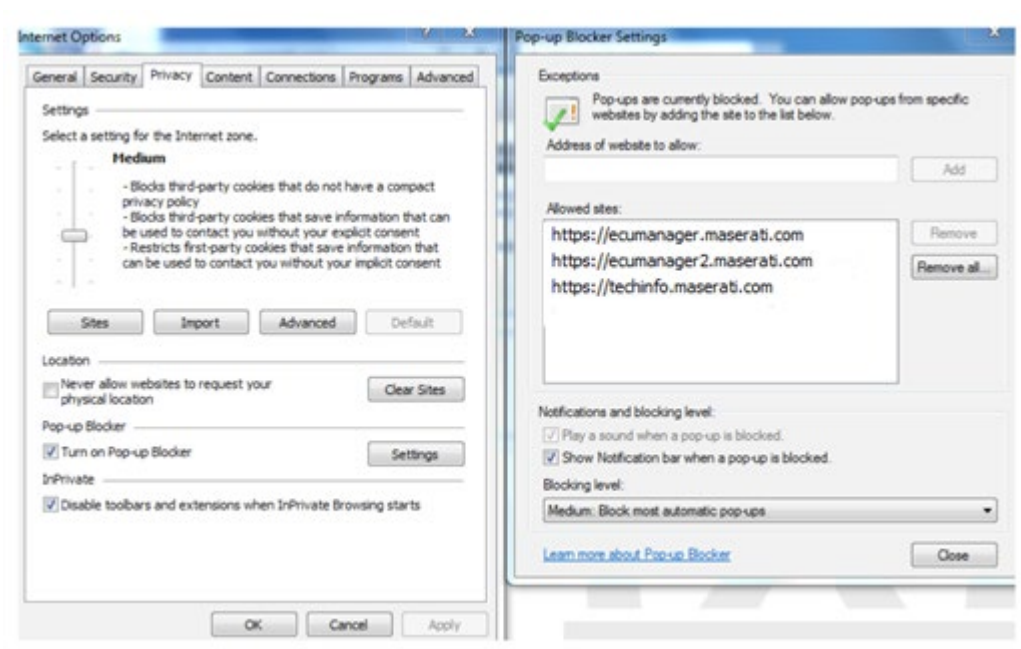 Internet Options
General Security Privacy Content Connections Programs Advanced
Settings
Select a setting for the Internet zone.
Medium
- Blocks third-party cookies that do not have a compact
privacy policy
- Blocks third-party cookies that save information that can
be used to contact you without your explicit consent
- Restricts first-party cookies that save information that
can be used to contact you without your implicit consent
Sites Import Advanced Default
Location
Never allow websites to request your
physical location
Clear Sites
Pop-up Blocker
Turn on Pop-up Blocker
Settings
InPrivate
Disable toolbars and extensions when InPrivate Browsing starts
OK Cancel Apply
Pop-up Blocker Settings
Exceptions
Pop-ups are currently blocked. You can allow pop-ups from specific
websites by adding the site to the list below.
Address of website to allow:
Add
Allowed sites:
https://ecumanager.maserati.com
https://ecumanager2.maserati.com
https://techinfo.maserati.com
Remove
Remove all...
Notifications and blocking level:
Play a sound when a pop-up is blocked.
Show Notification bar when a pop-up is blocked.
Blocking level:
Medium: Block most automatic pop-ups
Learn more about Pop-up Blocker
Close